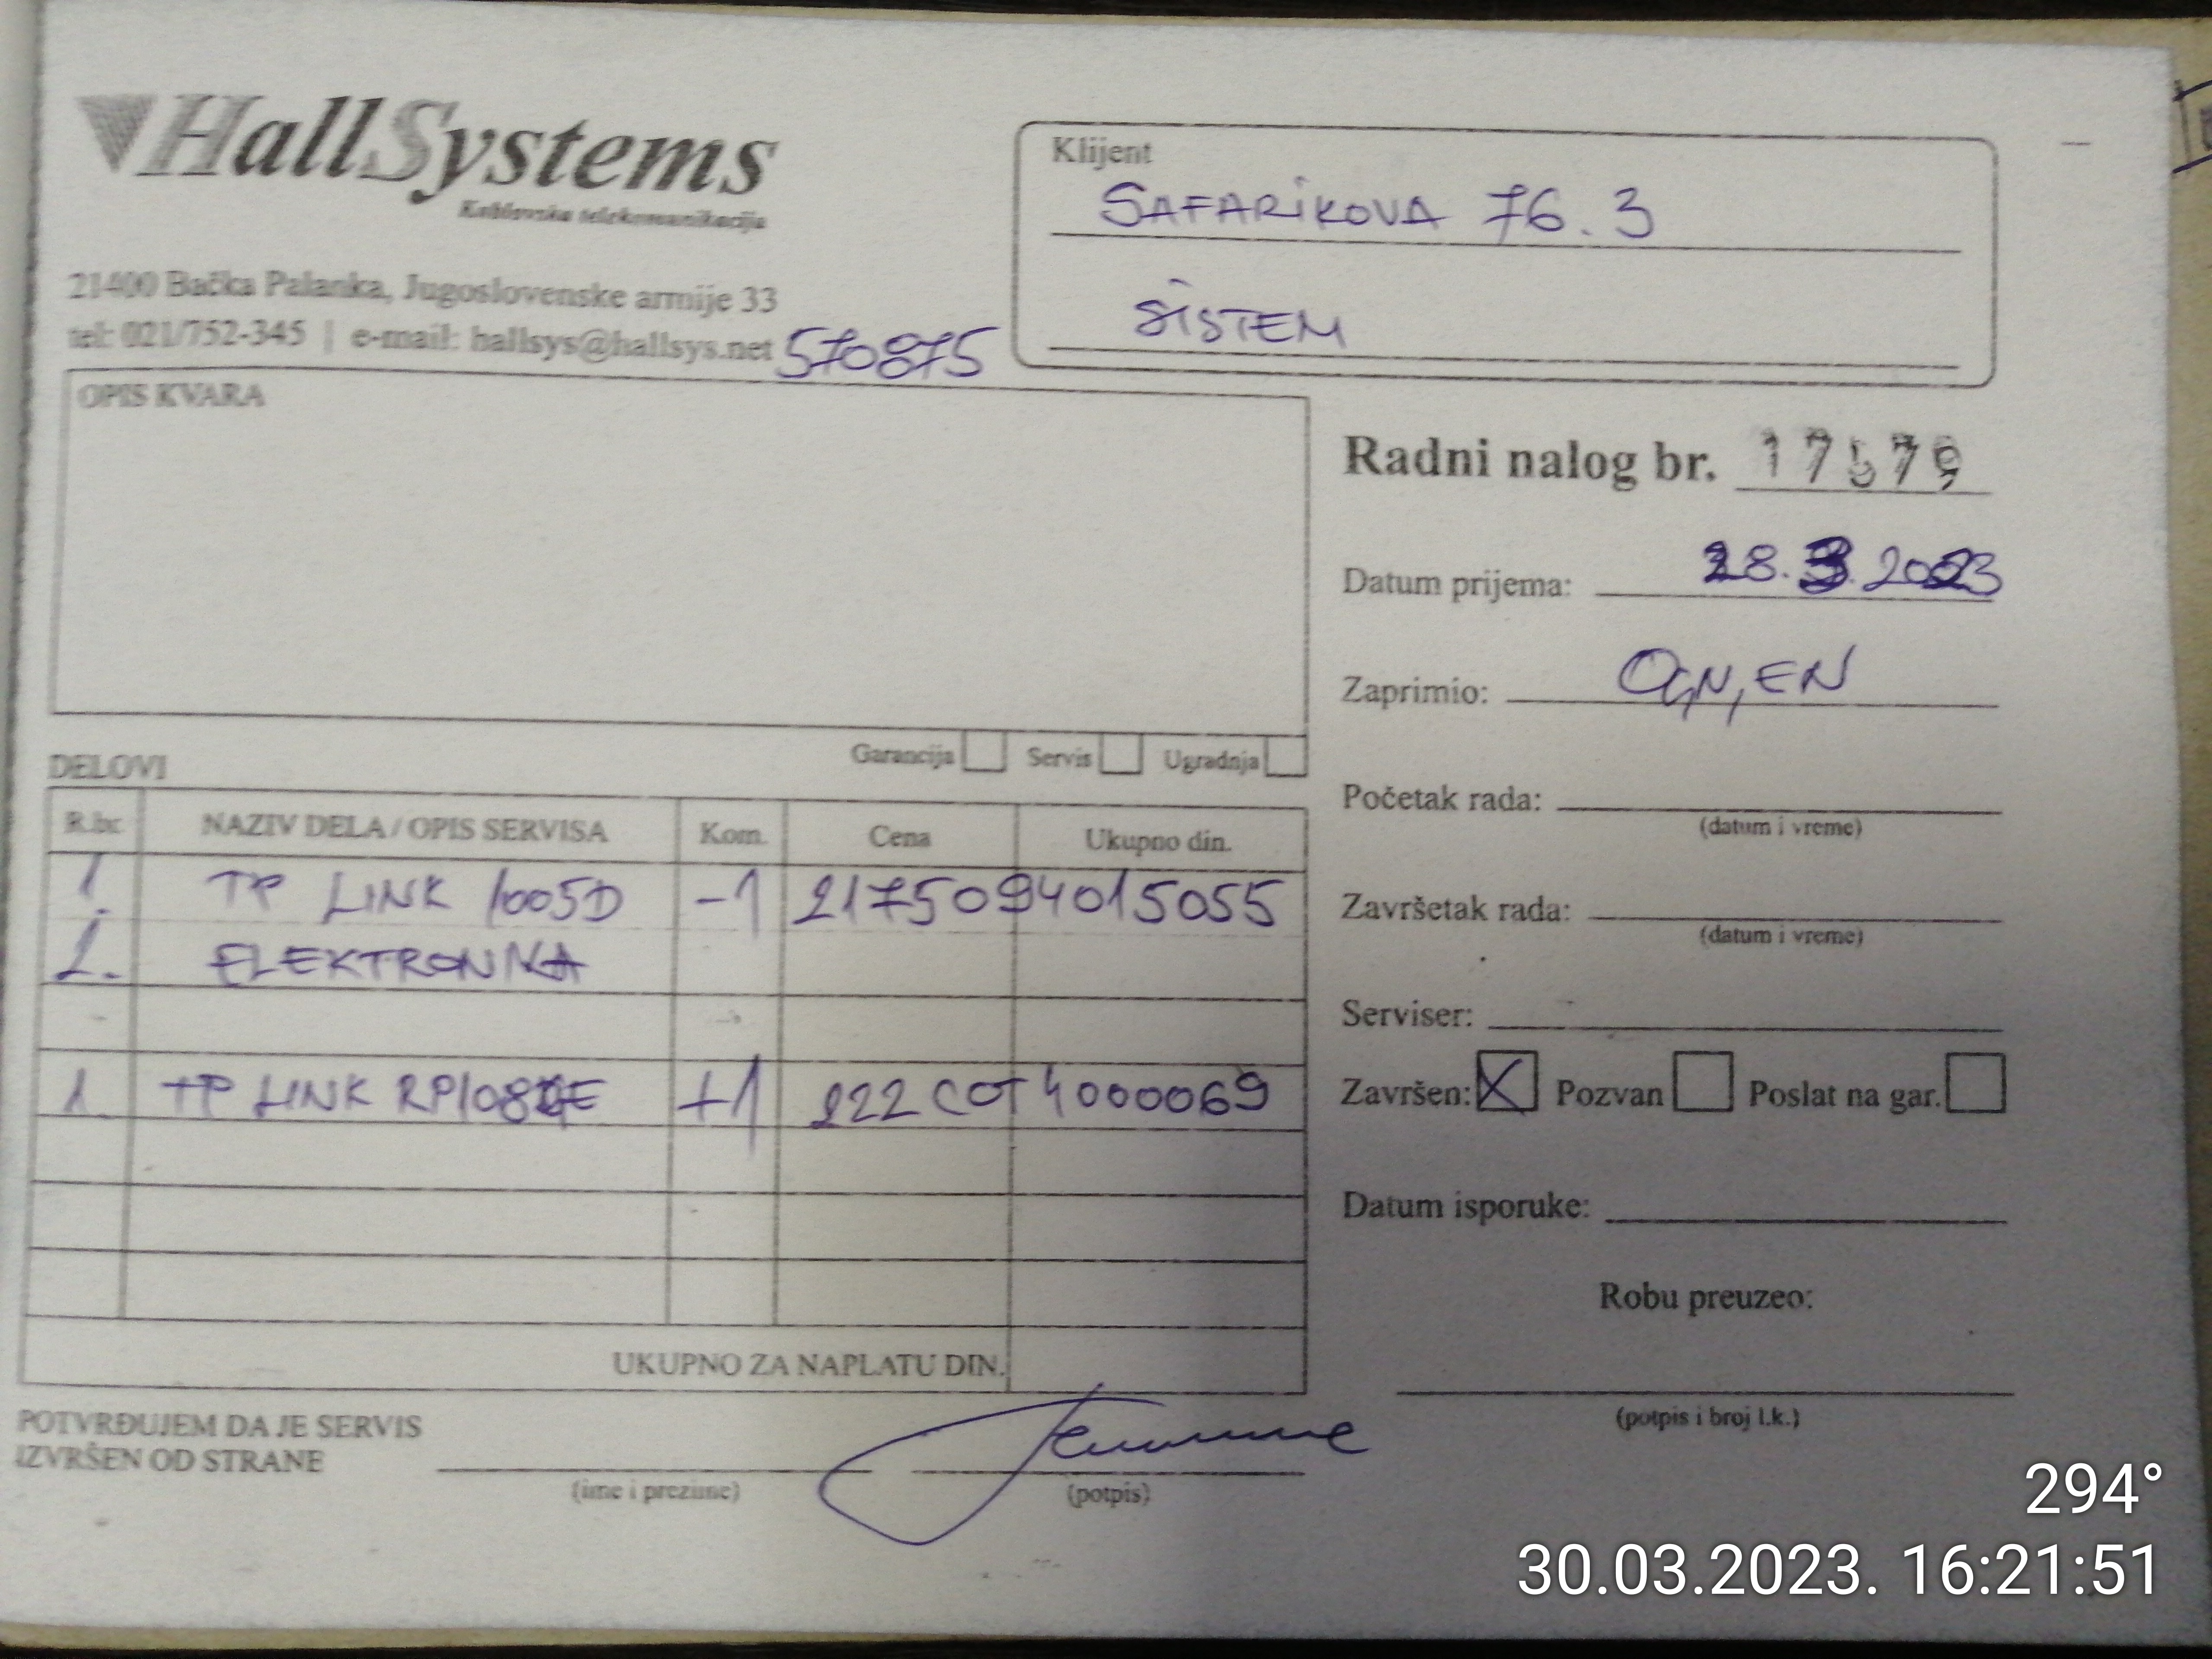 HallSystems
Kablovska telekomunikacija
21400 Bačka Palanka, Jugoslovenske armije 33
tel: 021/752-345 | e-mail: hallsys@hallsys.net 570875
Klijent
SAFARIKOVA 76.3
SISTEM
OPIS KVARA
Garancija Servis Ugradnja
Radni nalog br. 17579
Datum prijema: 28.3.2023
Zaprimio: OGNJEN
Početak rada:
(datum i vreme)
Završetak rada:
(datum i vreme)
Serviser:
Završen: X Pozvan Poslat na gar.
Datum isporuke:
Robu preuzeo:
(potpis i broj l.k.)
DELOVI
R.br. NAZIV DELA / OPIS SERVISA Kom. Cena Ukupno din.
1. TP LINK 1005D -1 2175094015055
2. ELEKTRONIKA
1. TP LINK RP108GE +1 222COT4000069
UKUPNO ZA NAPLATU DIN.
POTVRĐUJEM DA JE SERVIS
IZVRŠEN OD STRANE
(ime i prezime) (potpis)
294°
30.03.2023. 16:21:51